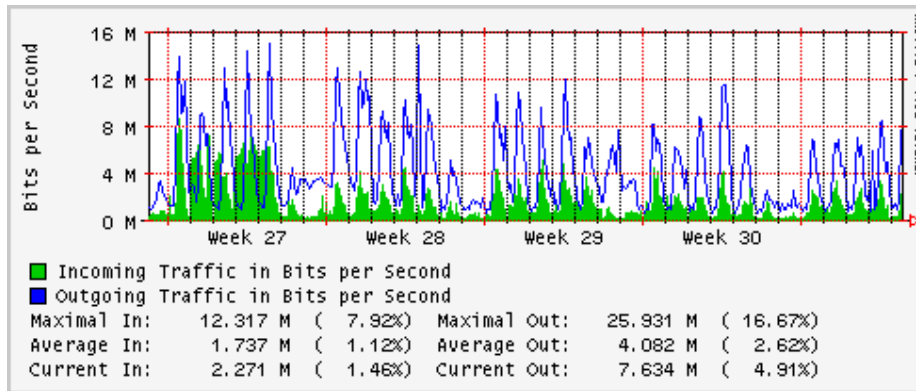 16 M
12 M
8 M
4 M
0 M
Bits per Second
Week 27 Week 28 Week 29 Week 30
Incoming Traffic in Bits per Second
Outgoing Traffic in Bits per Second
Maximal In: 12.317 M ( 7.92%) Maximal Out: 25.931 M ( 16.67%)
Average In: 1.737 M ( 1.12%) Average Out: 4.082 M ( 2.62%)
Current In: 2.271 M ( 1.46%) Current Out: 7.634 M ( 4.91%)